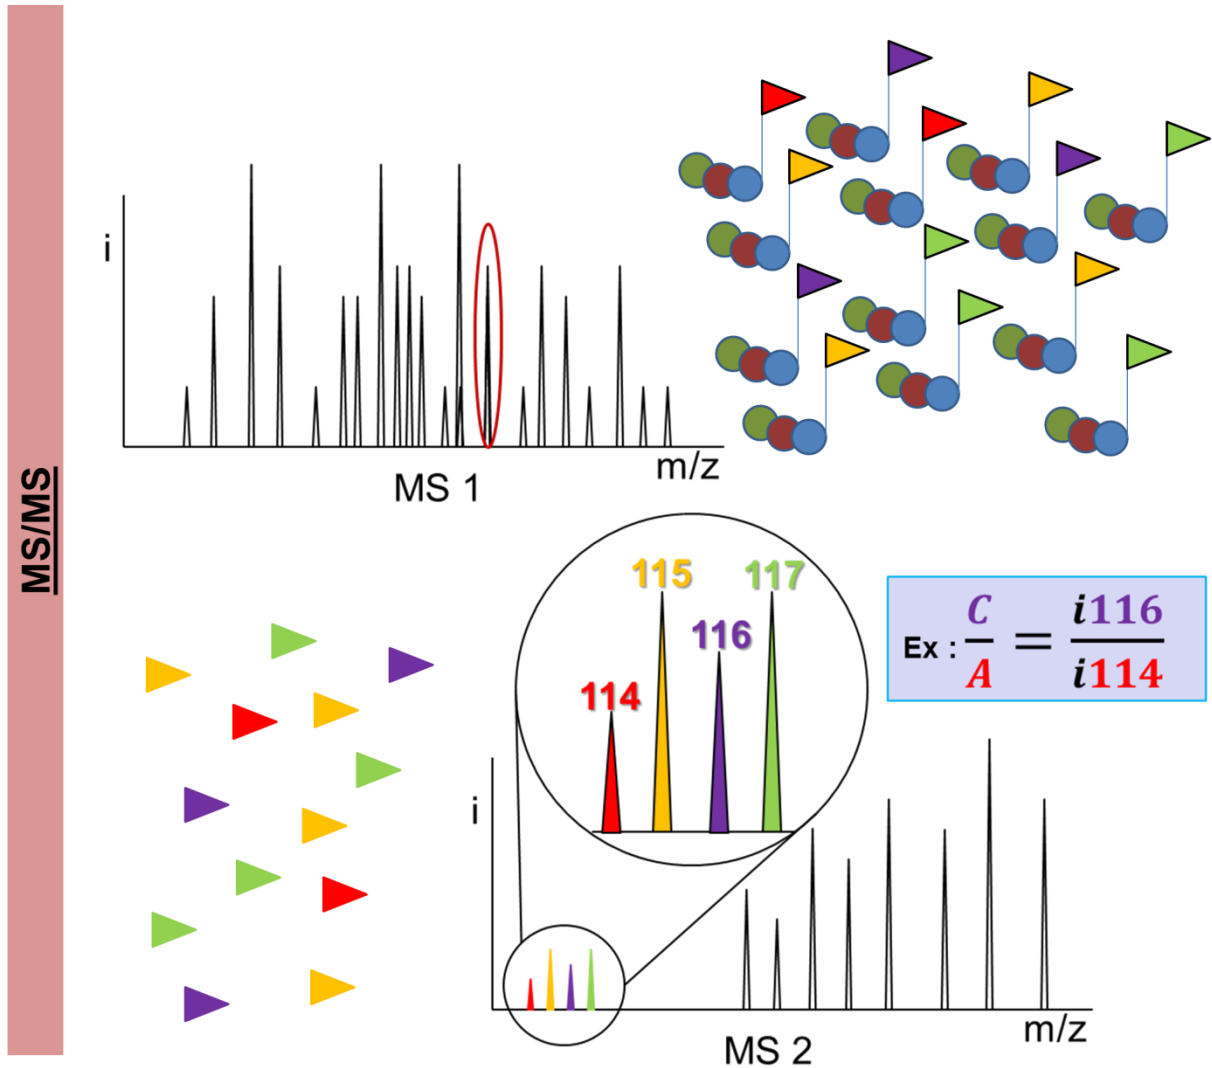 MS/MS
i
m/z
MS 1
114
115
116
117
Ex : C/A = i116/i114
i
m/z
MS 2